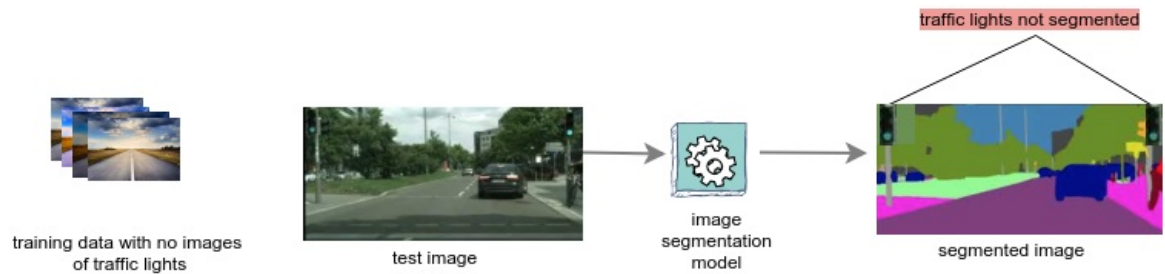 traffic lights not segmented
training data with no images
of traffic lights
test image
image
segmentation
model
segmented image